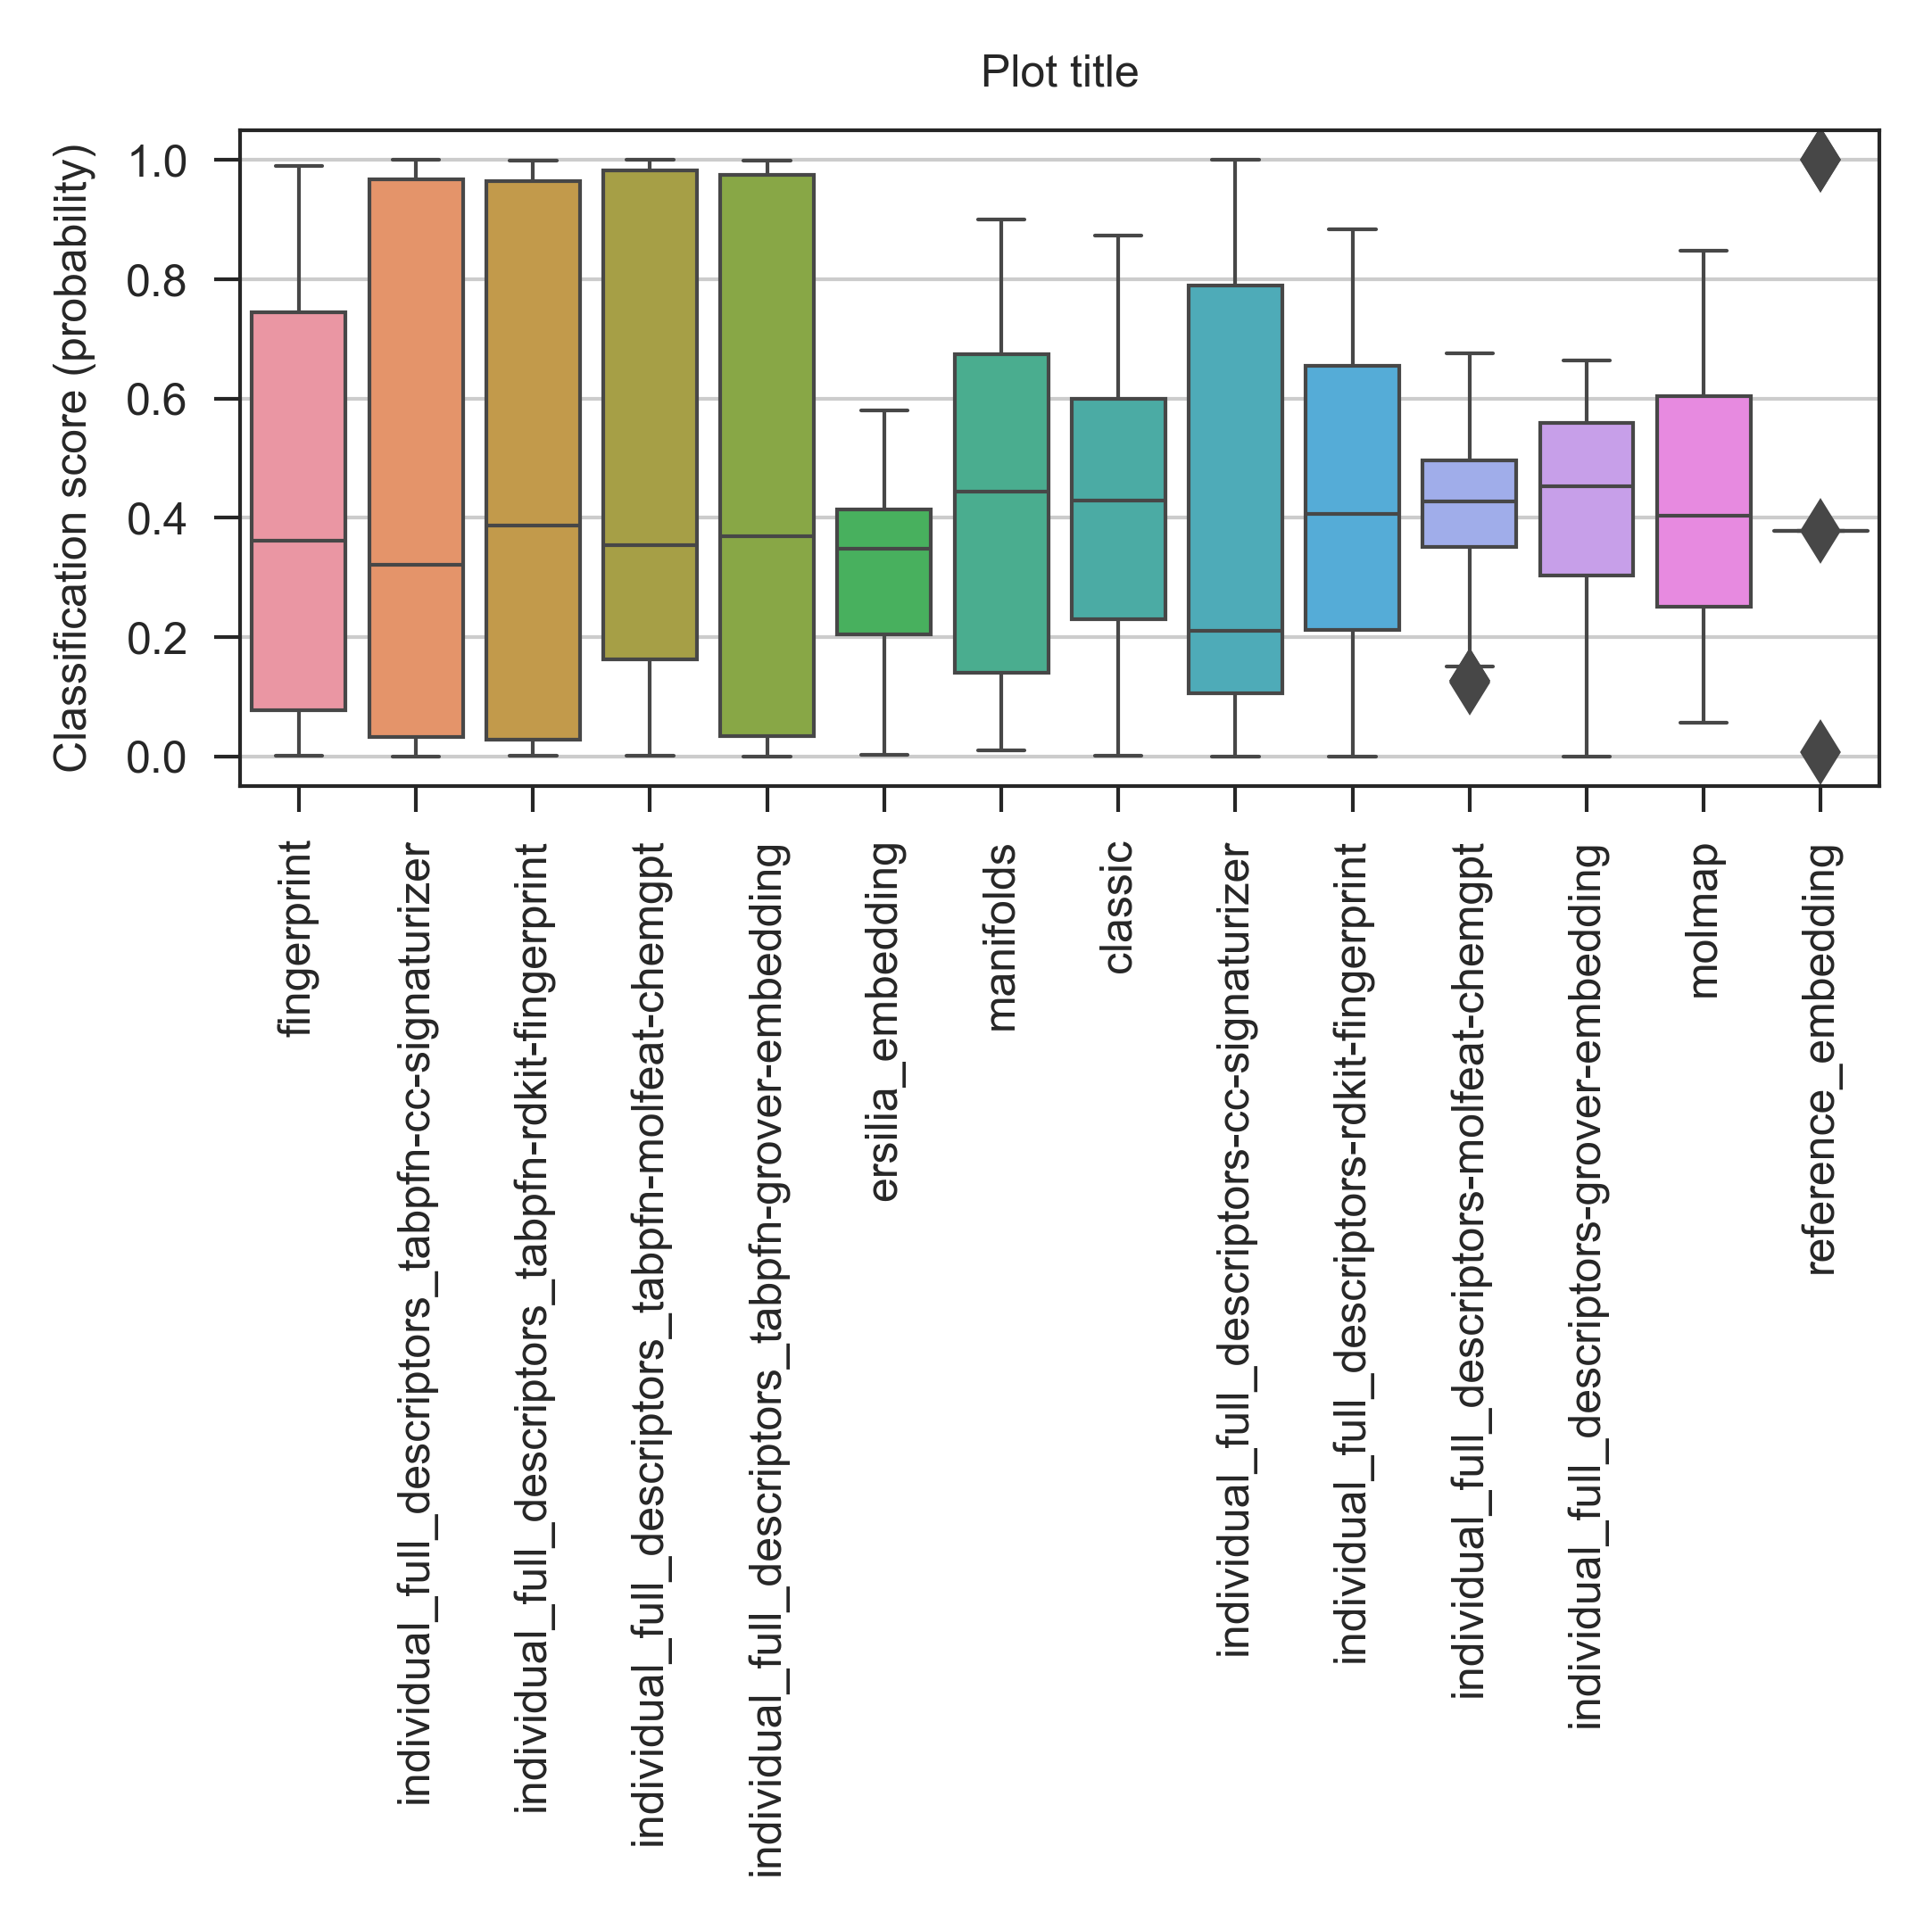 Plot title
Classification score (probability)
1.0
0.8
0.6
0.4
0.2
0.0
fingerprint
individual_full_descriptors_tabpfn-cc-signaturizer
individual_full_descriptors_tabpfn-rdkit-fingerprint
individual_full_descriptors_tabpfn-molfeat-chemgpt
individual_full_descriptors_tabpfn-grover-embedding
ersilia_embedding
manifolds
classic
individual_full_descriptors-cc-signaturizer
individual_full_descriptors-rdkit-fingerprint
individual_full_descriptors-molfeat-chemgpt
individual_full_descriptors-grover-embedding
molmap
reference_embedding